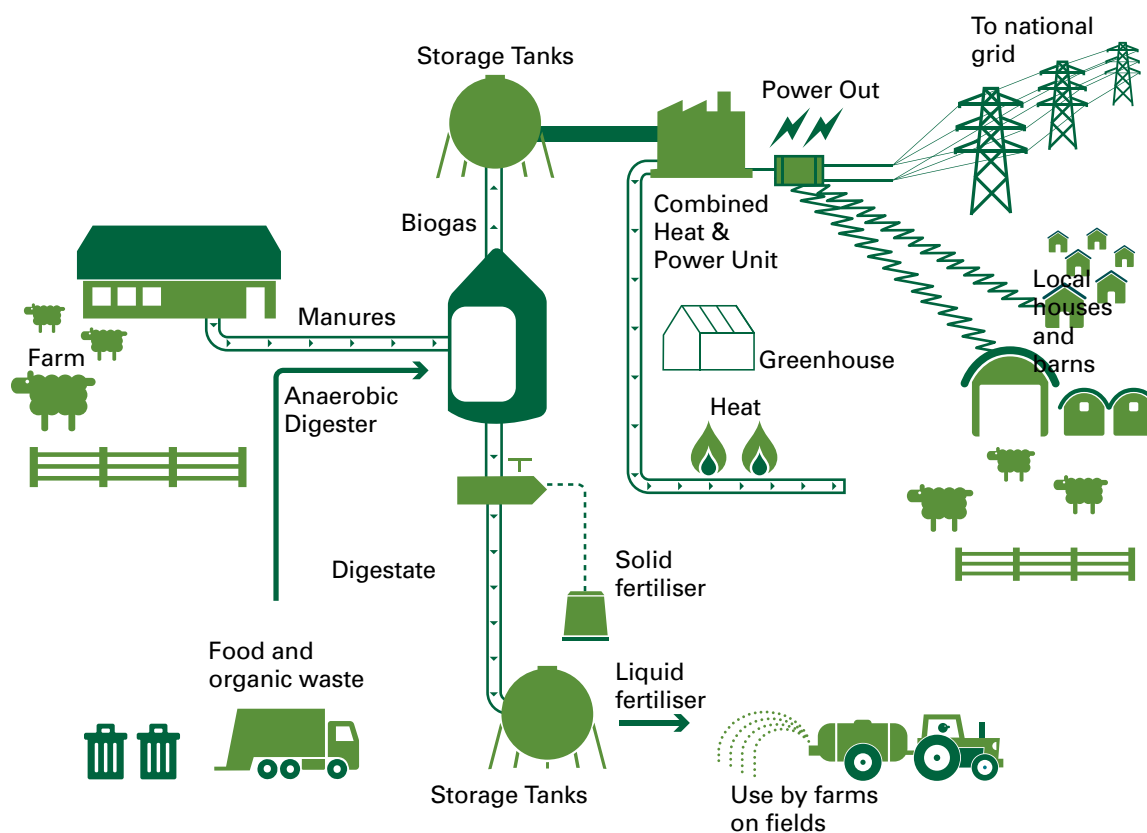 To national
grid
Storage Tanks
Power Out
Biogas
Combined
Heat &
Power Unit
Manures
Local
houses
and
barns
Farm
Greenhouse
Anaerobic
Digester
Heat
Digestate
Solid
fertiliser
Food and
organic waste
Liquid
fertiliser
Storage Tanks
Use by farms
on fields